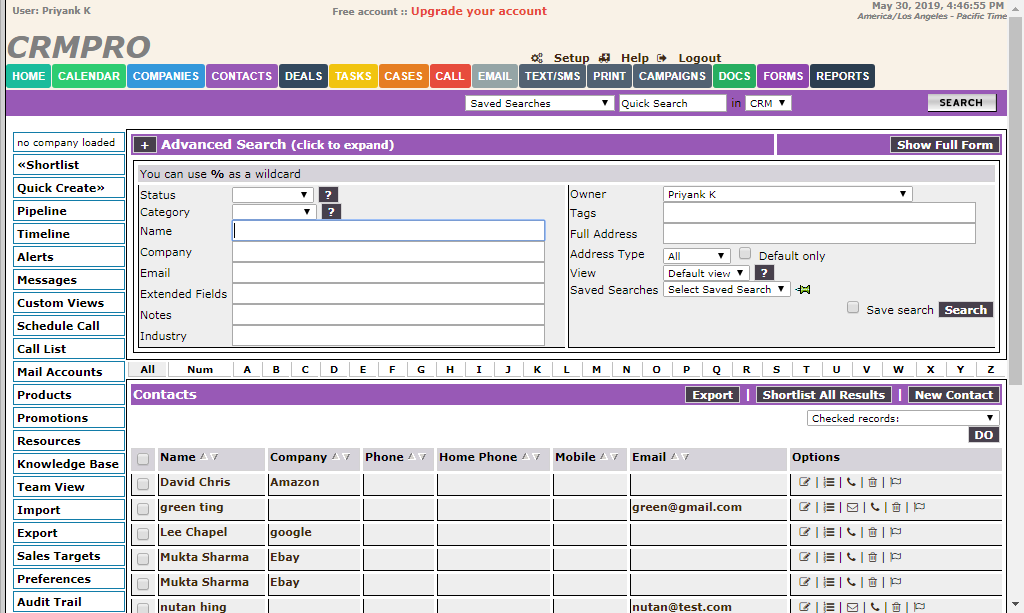 User: Priyank K
Free account :: Upgrade your account
May 30, 2019, 4:46:55 PM
America/Los Angeles - Pacific Time
CRMPRO
Setup Help Logout
HOME CALENDAR COMPANIES CONTACTS DEALS TASKS CASES CALL EMAIL TEXT/SMS PRINT CAMPAIGNS DOCS FORMS REPORTS
Saved Searches Quick Search in CRM SEARCH
no company loaded
«Shortlist
Quick Create»
Pipeline
Timeline
Alerts
Messages
Custom Views
Schedule Call
Call List
Mail Accounts
Products
Promotions
Resources
Knowledge Base
Team View
Import
Export
Sales Targets
Preferences
Audit Trail
+ Advanced Search (click to expand) Show Full Form
You can use % as a wildcard
Status ?
Category ?
Name
Company
Email
Extended Fields
Notes
Industry
Owner Priyank K
Tags
Full Address
Address Type All Default only
View Default view ?
Saved Searches Select Saved Search
Save search Search
All Num A B C D E F G H I J K L M N O P Q R S T U V W X Y Z
Contacts Export | Shortlist All Results | New Contact
Checked records:
DO
Name Company Phone Home Phone Mobile Email Options
David Chris Amazon
green ting green@gmail.com
Lee Chapel google
Mukta Sharma Ebay
Mukta Sharma Ebay
nutan hing nutan@test.com